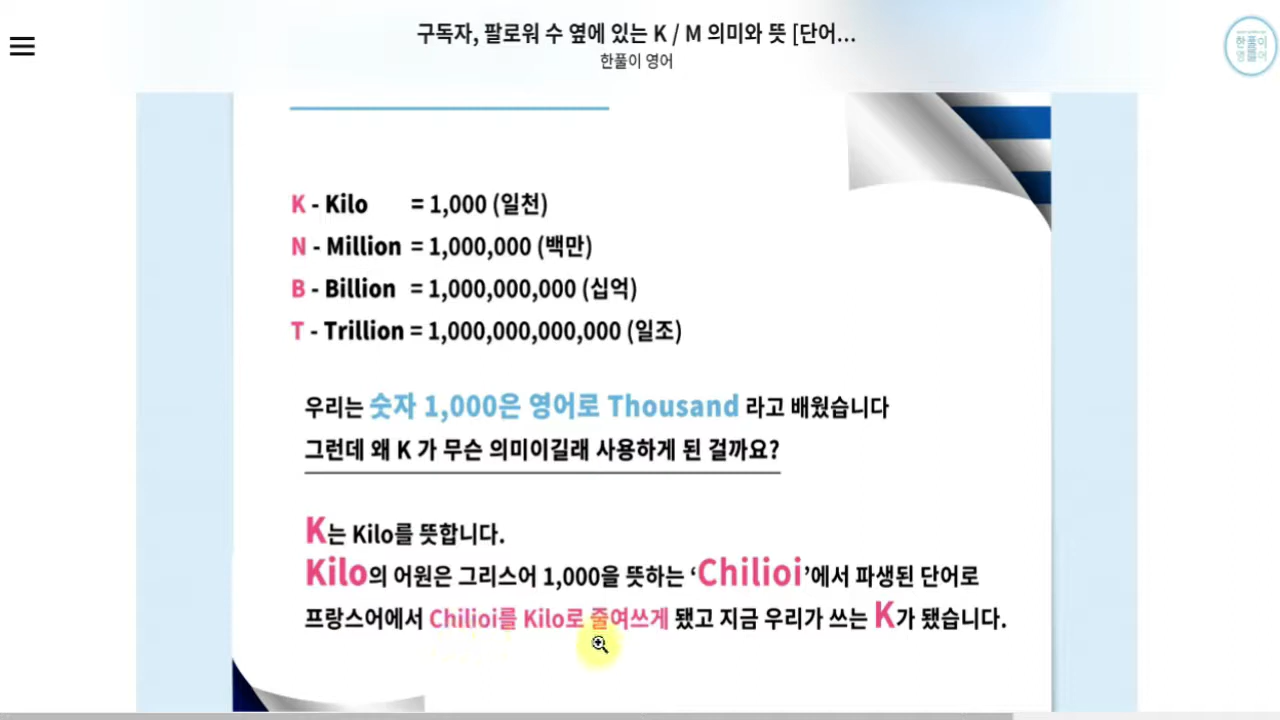 구독자, 팔로워 수 옆에 있는 K / M 의미와 뜻 [단어...
한풀이 영어
K - Kilo = 1,000 (일천)
N - Million = 1,000,000 (백만)
B - Billion = 1,000,000,000 (십억)
T - Trillion = 1,000,000,000,000 (일조)
우리는 숫자 1,000은 영어로 Thousand 라고 배웠습니다
그런데 왜 K 가 무슨 의미이길래 사용하게 된 걸까요?
K는 Kilo를 뜻합니다.
Kilo의 어원은 그리스어 1,000을 뜻하는 ‘Chilioi’에서 파생된 단어로
프랑스어에서 Chilioi를 Kilo로 줄여쓰게 됐고 지금 우리가 쓰는 K가 됐습니다.